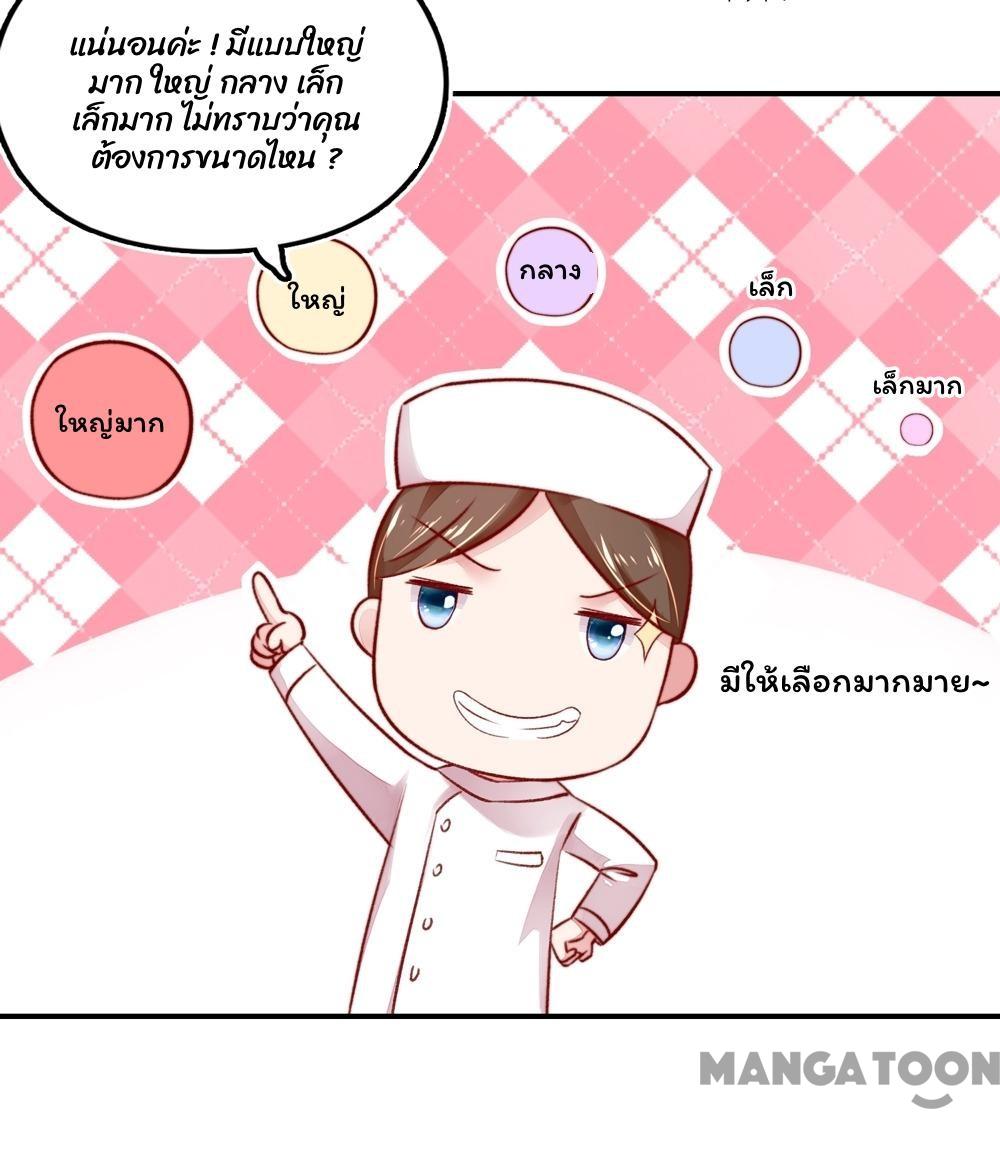 แน่นอนค่ะ ! มีแบบใหญ่
มาก ใหญ่ กลาง เล็ก
เล็กมาก ไม่ทราบว่าคุณ
ต้องการขนาดไหน ?
ใหญ่
กลาง
เล็ก
เล็กมาก
ใหญ่มาก
มีให้เลือกมากมาย~
MANGATOON